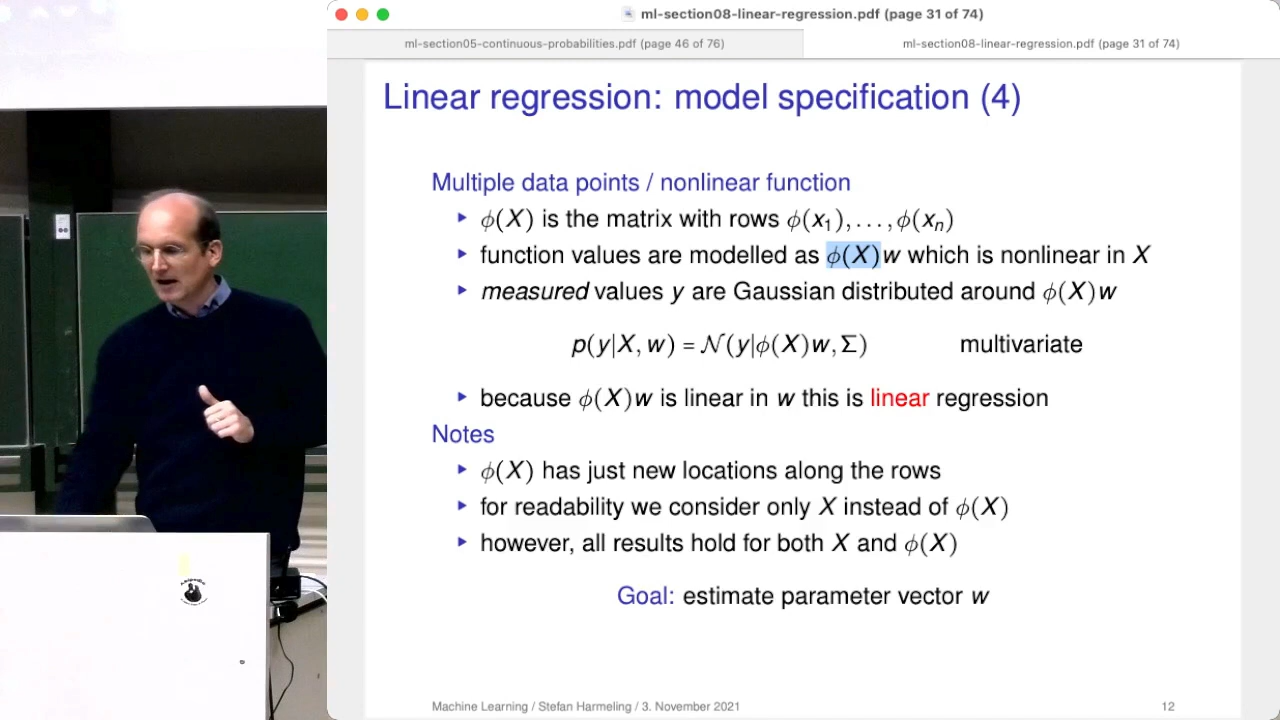 ml-section08-linear-regression.pdf (page 31 of 74)
ml-section05-continuous-probabilities.pdf (page 46 of 76)
ml-section08-linear-regression.pdf (page 31 of 74)
Linear regression: model specification (4)
Multiple data points / nonlinear function
▸ ϕ(X) is the matrix with rows ϕ(x₁), . . . , ϕ(xₙ)
▸ function values are modelled as ϕ(X)w which is nonlinear in X
▸ measured values y are Gaussian distributed around ϕ(X)w
p(y|X, w) = 𝒩(y|ϕ(X)w, Σ) multivariate
▸ because ϕ(X)w is linear in w this is linear regression
Notes
▸ ϕ(X) has just new locations along the rows
▸ for readability we consider only X instead of ϕ(X)
▸ however, all results hold for both X and ϕ(X)
Goal: estimate parameter vector w
Machine Learning / Stefan Harmeling / 3. November 2021
12